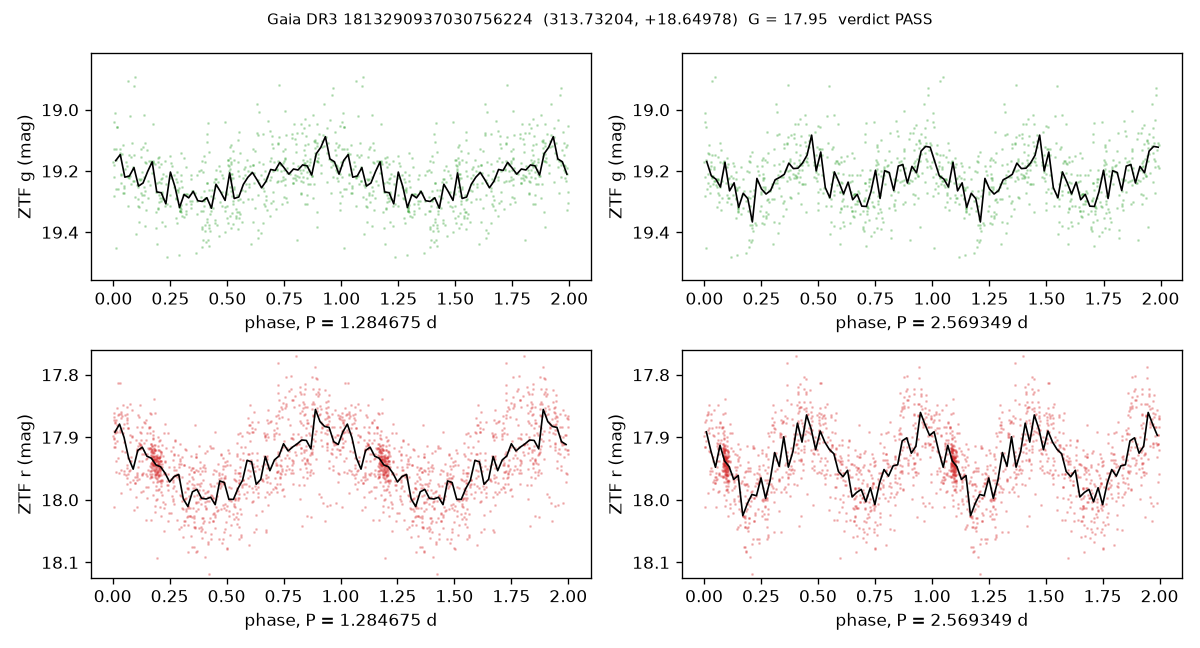 Gaia DR3 1813290937030756224 (313.73204, +18.64978) G = 17.95 verdict PASS
ZTF g (mag)
19.0
19.2
19.4
0.00 0.25 0.50 0.75 1.00 1.25 1.50 1.75 2.00
phase, P = 1.284675 d
ZTF g (mag)
19.0
19.2
19.4
0.00 0.25 0.50 0.75 1.00 1.25 1.50 1.75 2.00
phase, P = 2.569349 d
ZTF r (mag)
17.8
17.9
18.0
18.1
0.00 0.25 0.50 0.75 1.00 1.25 1.50 1.75 2.00
phase, P = 1.284675 d
ZTF r (mag)
17.8
17.9
18.0
18.1
0.00 0.25 0.50 0.75 1.00 1.25 1.50 1.75 2.00
phase, P = 2.569349 d